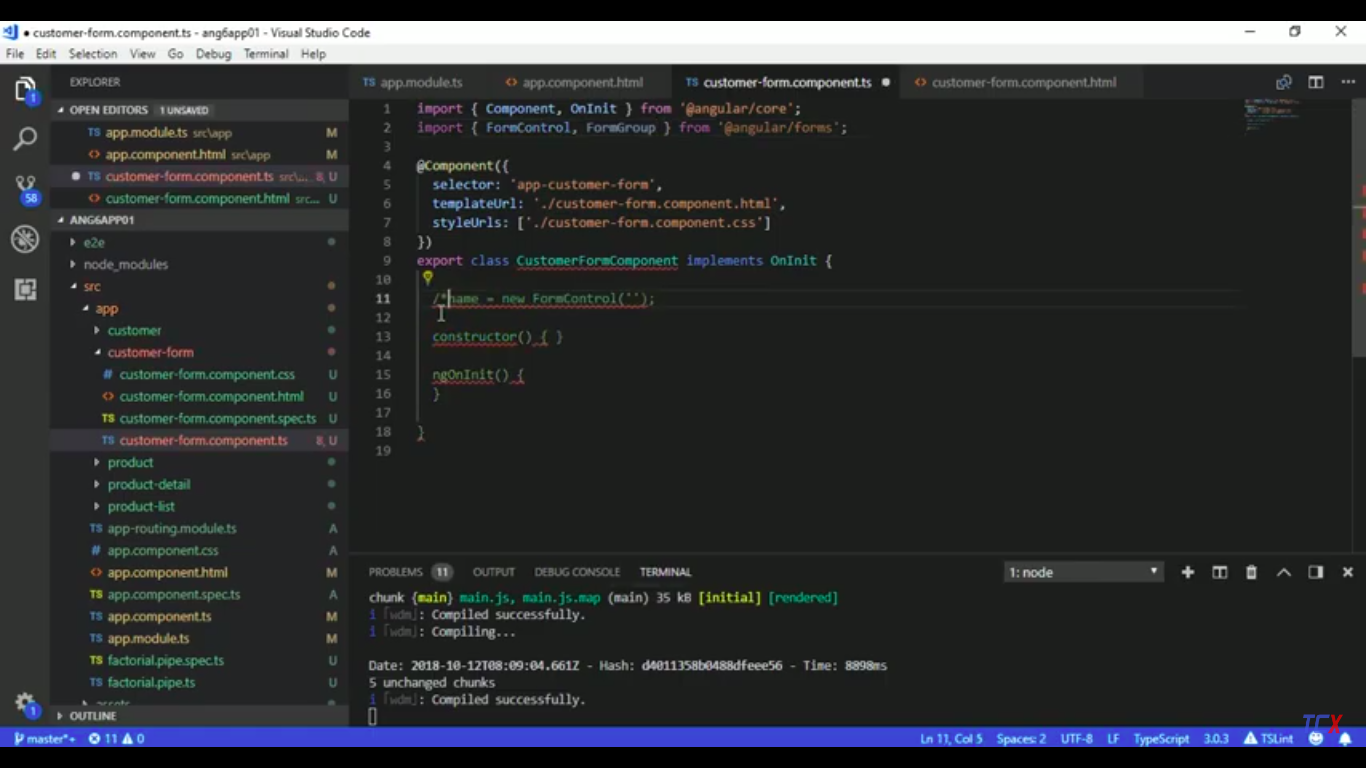 ● customer-form.component.ts - ang6app01 - Visual Studio Code
File Edit Selection View Go Debug Terminal Help
EXPLORER
OPEN EDITORS 1 UNSAVED
TS app.module.ts src\app M
<> app.component.html src\app M
● TS customer-form.component.ts src\... 8, U
<> customer-form.component.html src... U
ANG6APP01
e2e
node_modules
src
app
customer
customer-form
# customer-form.component.css U
<> customer-form.component.html U
TS customer-form.component.spec.ts U
TS customer-form.component.ts 8, U
product
product-detail
product-list
TS app-routing.module.ts A
# app.component.css A
<> app.component.html M
TS app.component.spec.ts A
TS app.component.ts M
TS app.module.ts M
TS factorial.pipe.spec.ts U
TS factorial.pipe.ts U
assets
OUTLINE
1
58
1
TS app.module.ts <> app.component.html TS customer-form.component.ts ● <> customer-form.component.html
1 import { Component, OnInit } from '@angular/core';
2 import { FormControl, FormGroup } from '@angular/forms';
3
4 @Component({
5 selector: 'app-customer-form',
6 templateUrl: './customer-form.component.html',
7 styleUrls: ['./customer-form.component.css']
8 })
9 export class CustomerFormComponent implements OnInit {
10
11 /*name = new FormControl('');
12
13 constructor() { }
14
15 ngOnInit() {
16 }
17
18 }
19
PROBLEMS 11 OUTPUT DEBUG CONSOLE TERMINAL 1: node
chunk {main} main.js, main.js.map (main) 35 kB [initial] [rendered]
i ｢wdm｣: Compiled successfully.
i ｢wdm｣: Compiling...
Date: 2018-10-12T08:09:04.661Z - Hash: d4011358b0488dfeee56 - Time: 8898ms
5 unchanged chunks
i ｢wdm｣: Compiled successfully.
TCX
master*+ 11 0 Ln 11, Col 5 Spaces: 2 UTF-8 LF TypeScript 3.0.3 TSLint